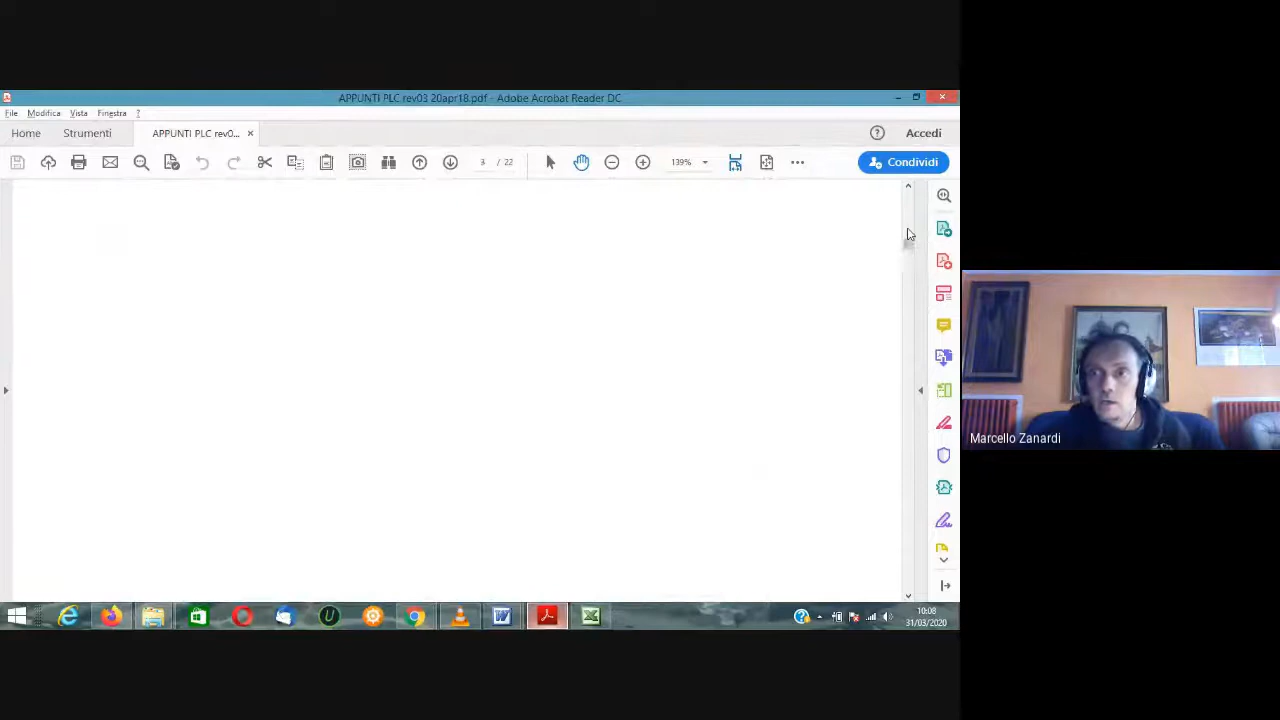 APPUNTI PLC rev03 20apr18.pdf - Adobe Acrobat Reader DC
File Modifica Vista Finestra ?
Home Strumenti APPUNTI PLC rev0... × Accedi
3 / 22 139% Condividi
Marcello Zanardi
10:08
31/03/2020